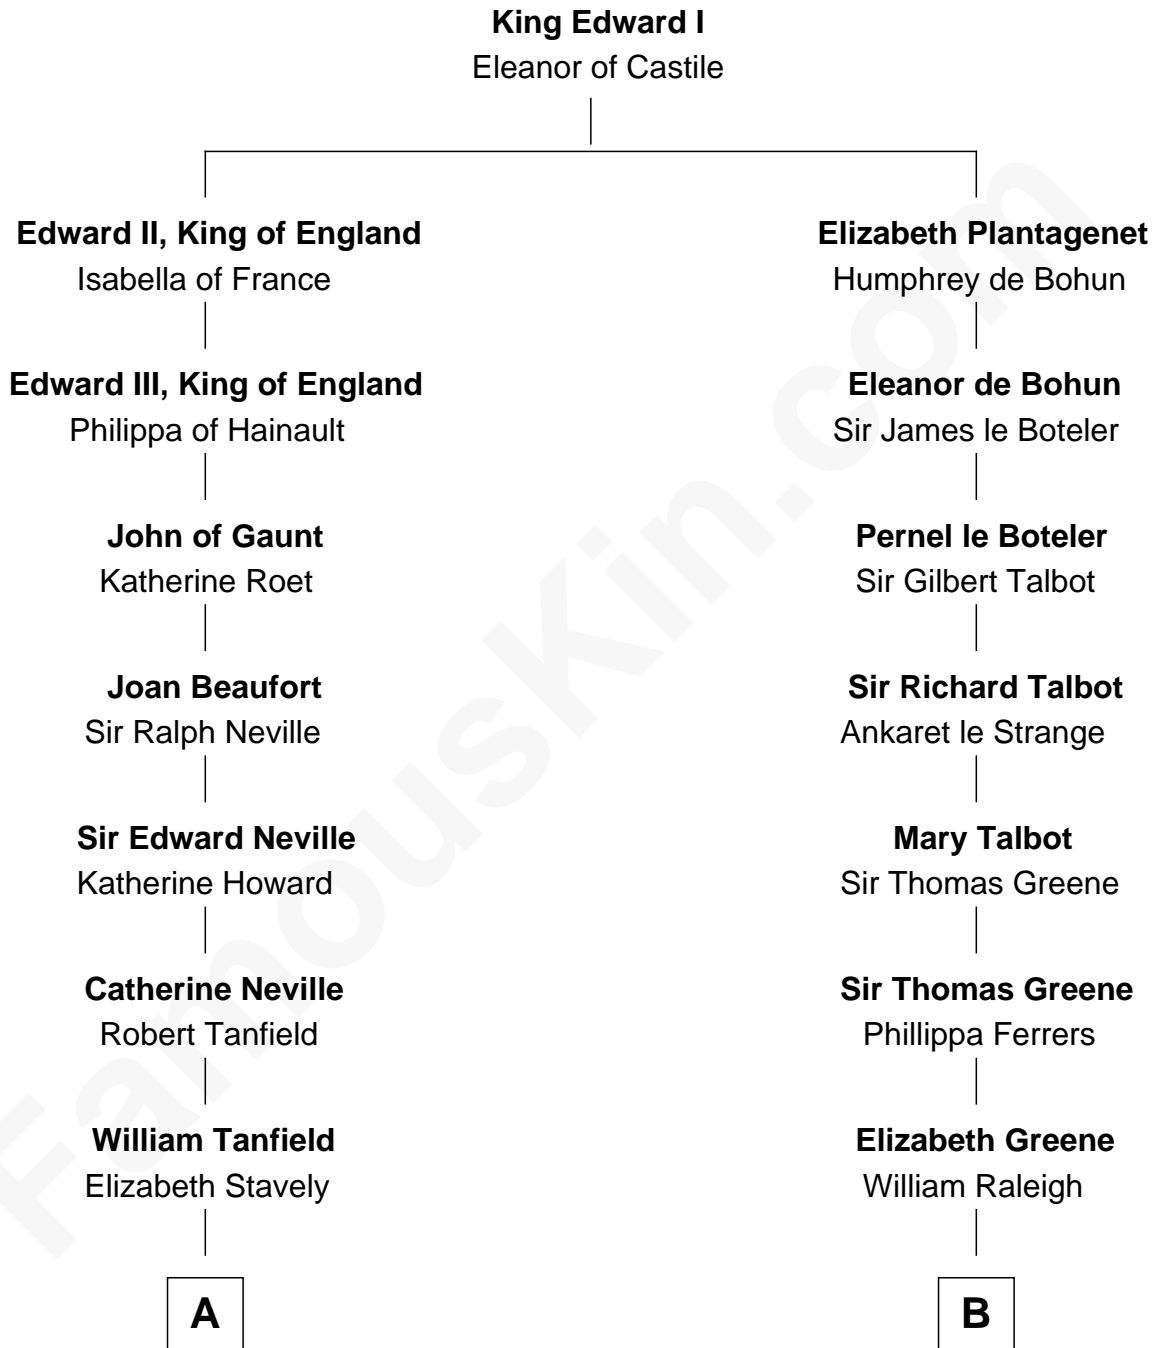 King Edward I
Eleanor of Castile
Edward II, King of England
Isabella of France
Edward III, King of England
Philippa of Hainault
John of Gaunt
Katherine Roet
Joan Beaufort
Sir Ralph Neville
Sir Edward Neville
Katherine Howard
Catherine Neville
Robert Tanfield
William Tanfield
Elizabeth Stavely
A
Elizabeth Plantagenet
Humphrey de Bohun
Eleanor de Bohun
Sir James le Boteler
Pernel le Boteler
Sir Gilbert Talbot
Sir Richard Talbot
Ankaret le Strange
Mary Talbot
Sir Thomas Greene
Sir Thomas Greene
Phillippa Ferrers
Elizabeth Greene
William Raleigh
B
FamousKin.com